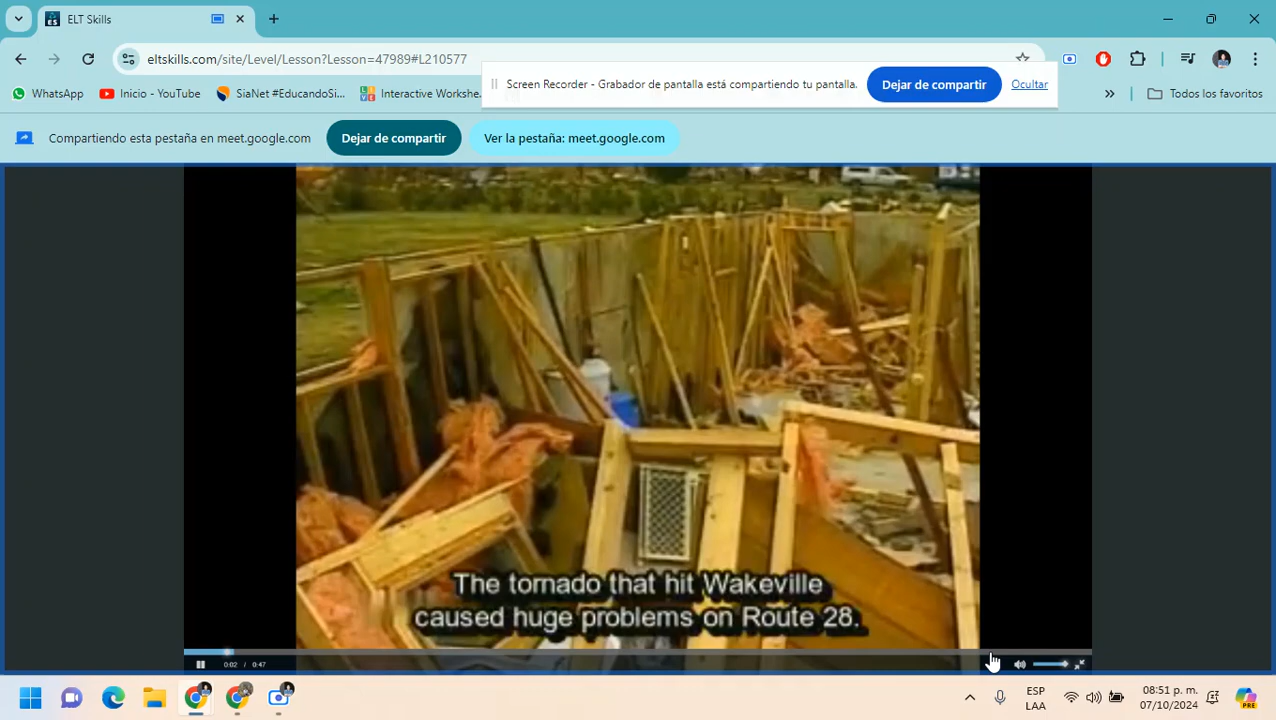 ELT Skills
eltskills.com/site/Level/Lesson?Lesson=47989#L210577
Screen Recorder - Grabador de pantalla está compartiendo tu pantalla.
Dejar de compartir
Ocultar
WhatsApp
Inicio - YouTube
SiaNet #EducandoSi...
Interactive Workshe...
Todos los favoritos
Compartiendo esta pestaña en meet.google.com
Dejar de compartir
Ver la pestaña: meet.google.com
The tornado that hit Wakeville
caused huge problems on Route 28.
0:02 / 0:47
ESP
LAA
08:51 p. m.
07/10/2024
PRE